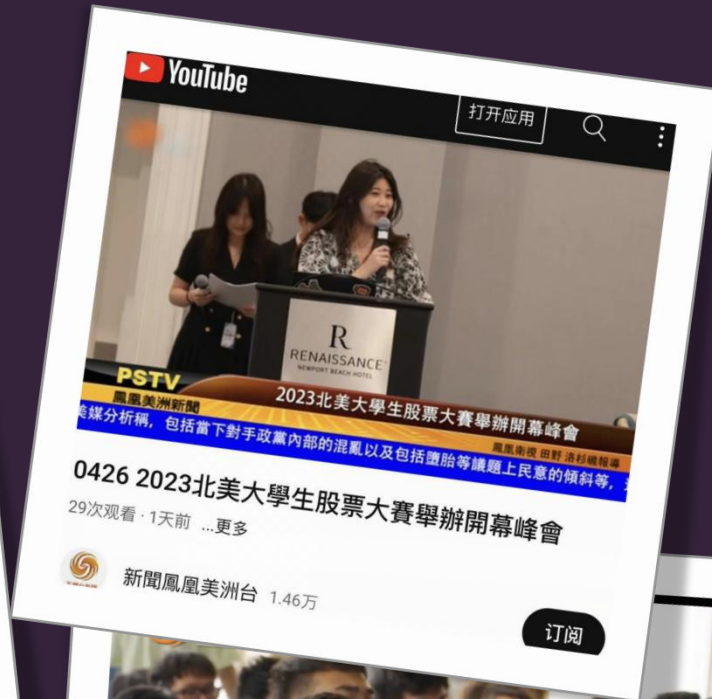 YouTube
打开应用
R
RENAISSANCE
NEWPORT BEACH HOTEL
PSTV
鳳凰美洲新聞
2023北美大學生股票大賽舉辦開幕峰會
鳳凰衛視 田野 洛杉磯報導
美媒分析稱，包括當下對手政黨內部的混亂以及包括墮胎等議題上民意的傾斜等，
0426 2023北美大學生股票大賽舉辦開幕峰會
29次观看 · 1天前 ...更多
新聞鳳凰美洲台 1.46万
订阅